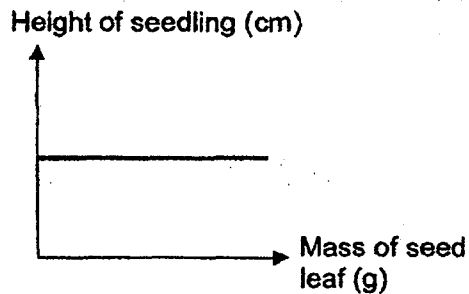 Height of seedling (cm)
Mass of seed
leaf (g)